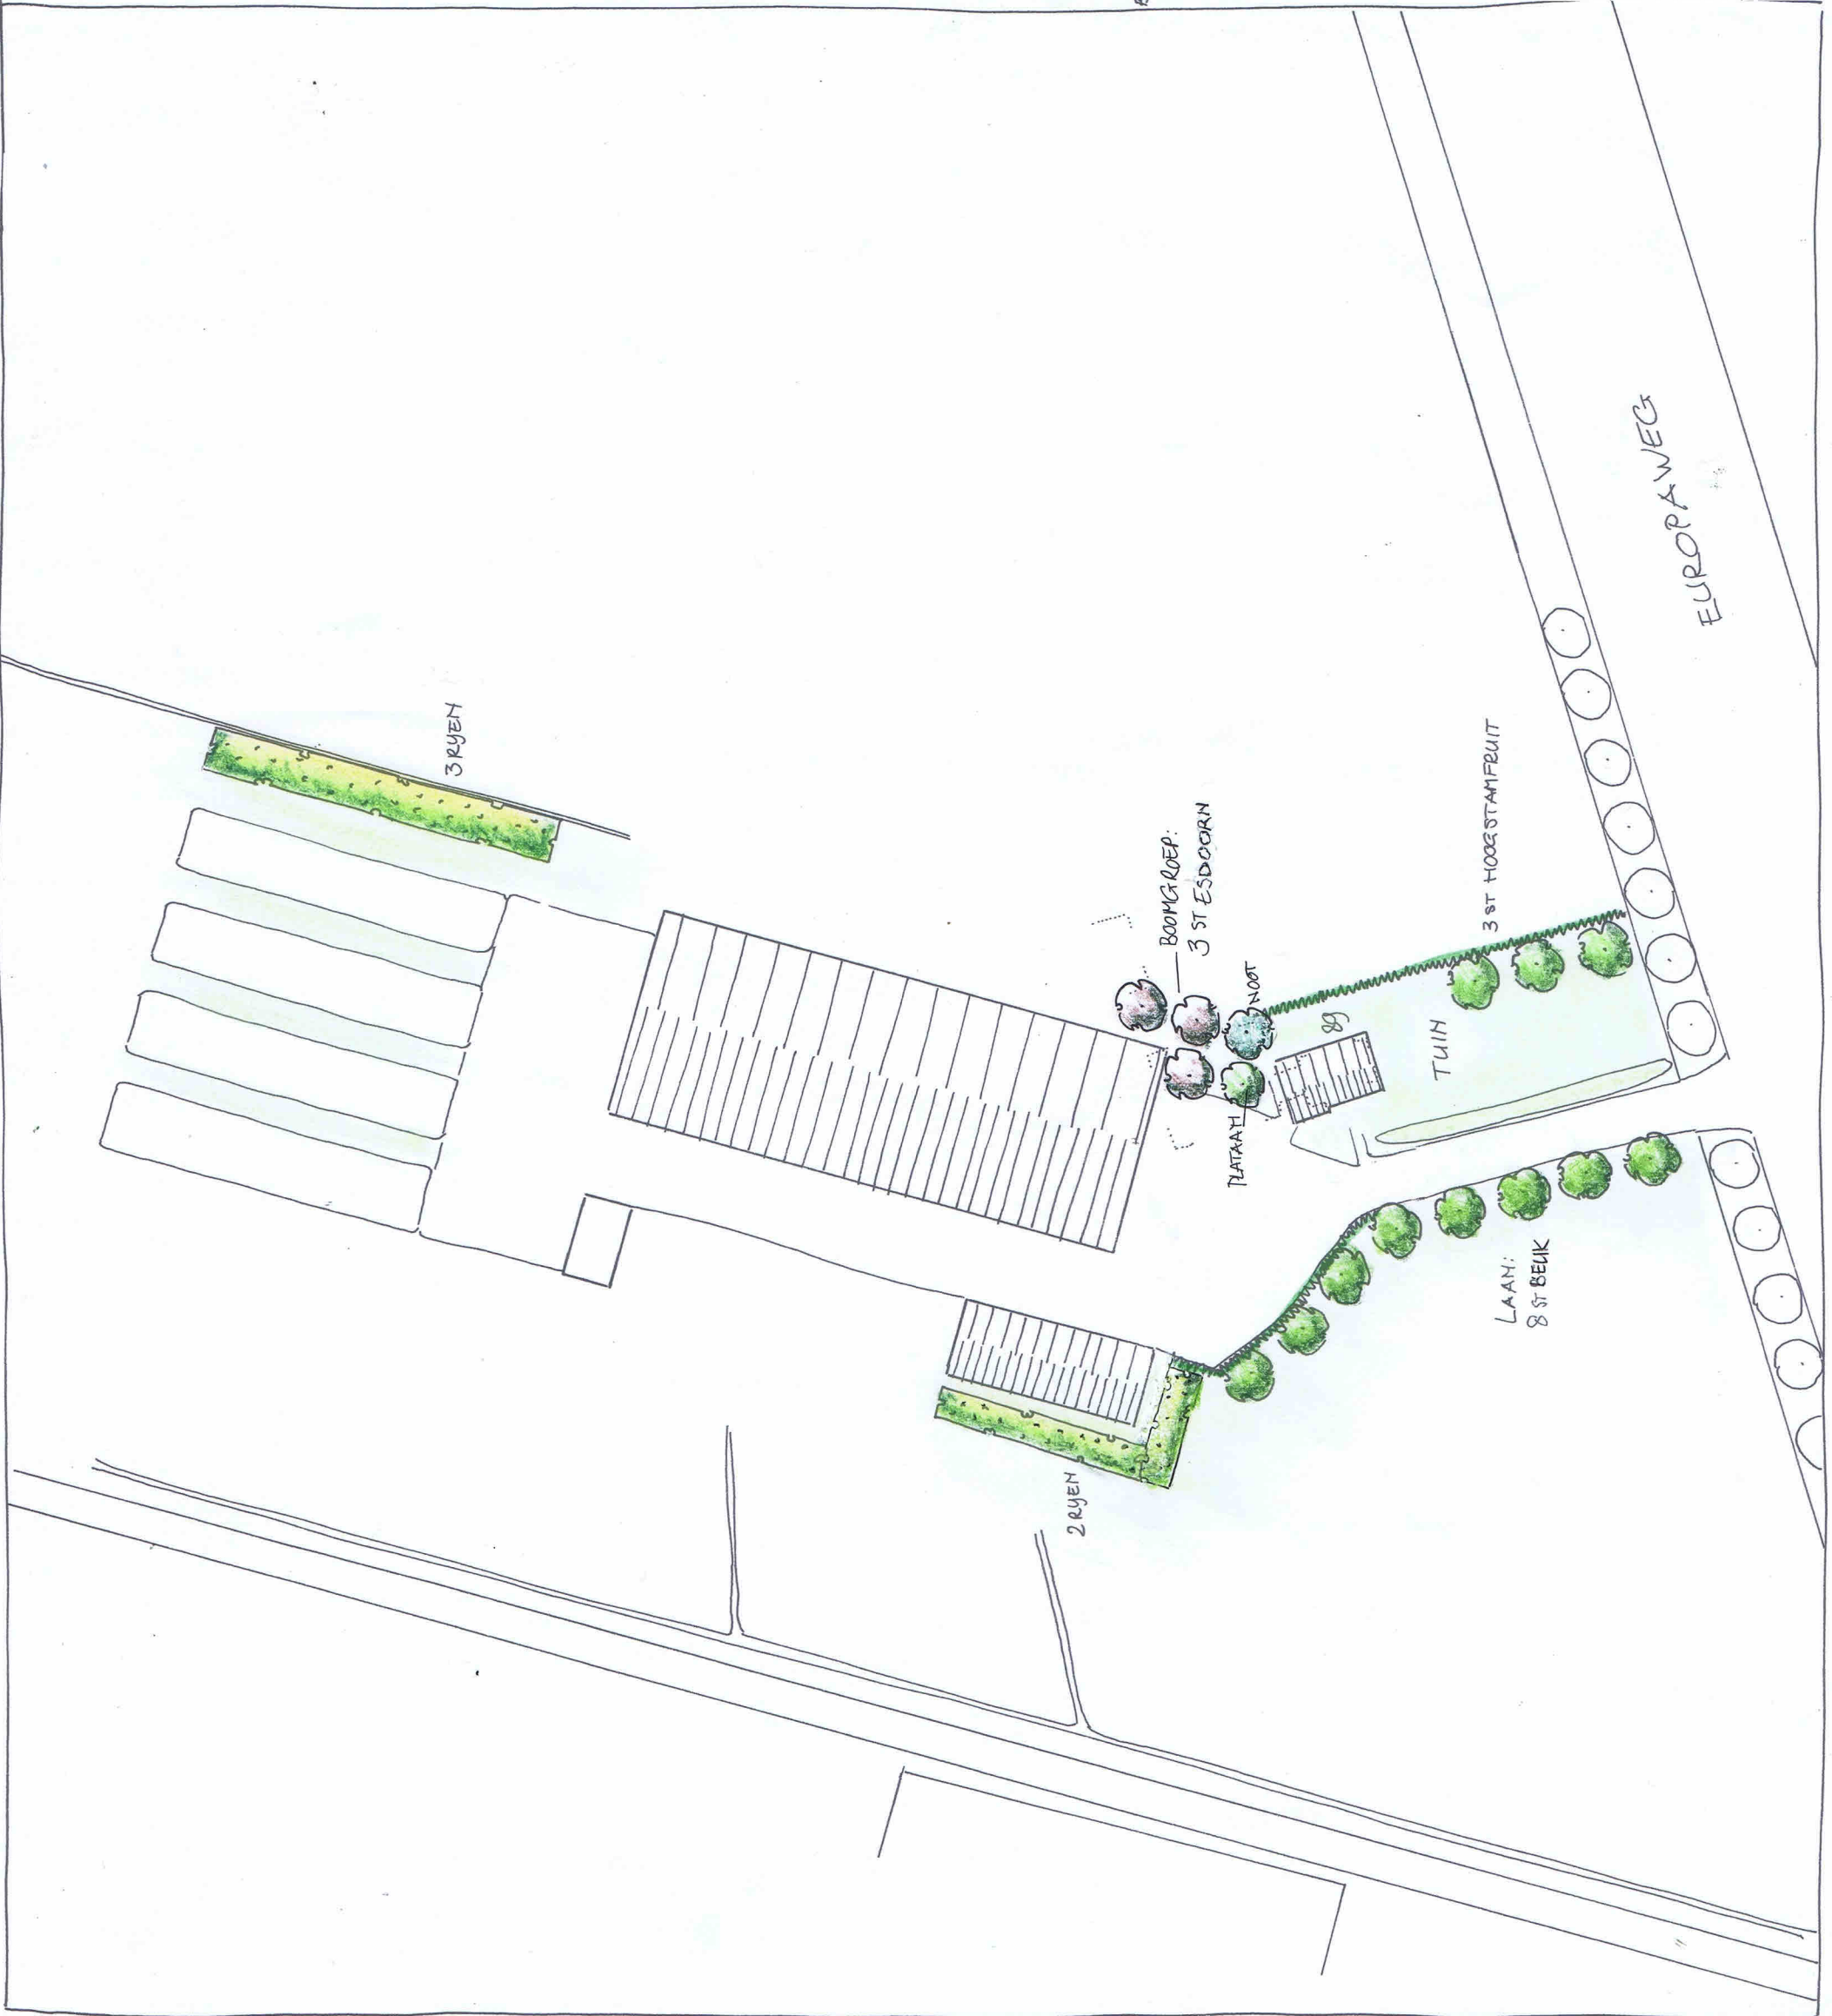 3 RYEN
BOOMGROEP:
3 ST ESDOORN
NOOT
PLATAAN
89
TUIN
3 ST HOOGSTAMFRUIT
EUROPAWEG
LAAN:
8 ST BEUK
2 RYEN